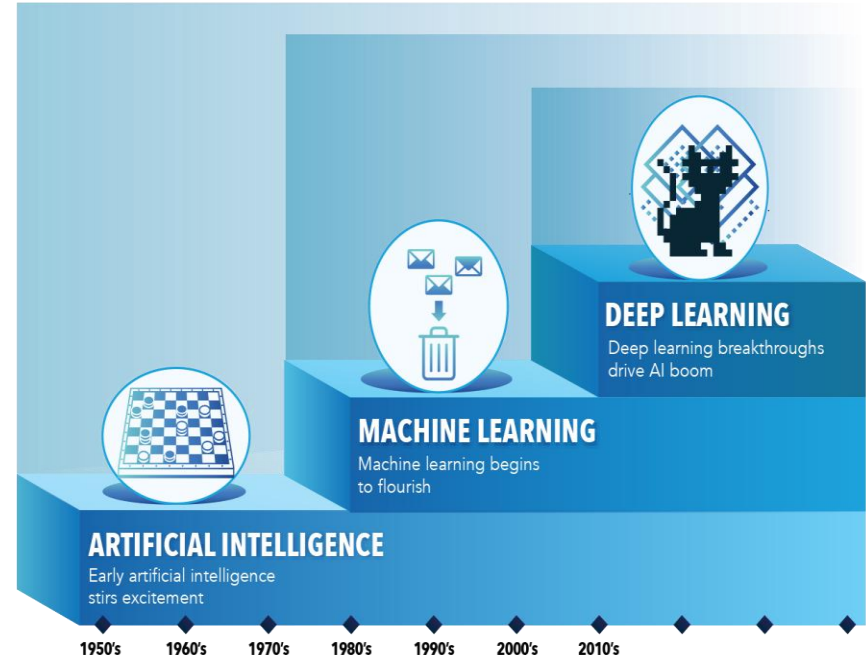 DEEP LEARNING
Deep learning breakthroughs
drive AI boom
MACHINE LEARNING
Machine learning begins
to flourish
ARTIFICIAL INTELLIGENCE
Early artificial intelligence
stirs excitement
1950's 1960's 1970's 1980's 1990's 2000's 2010's